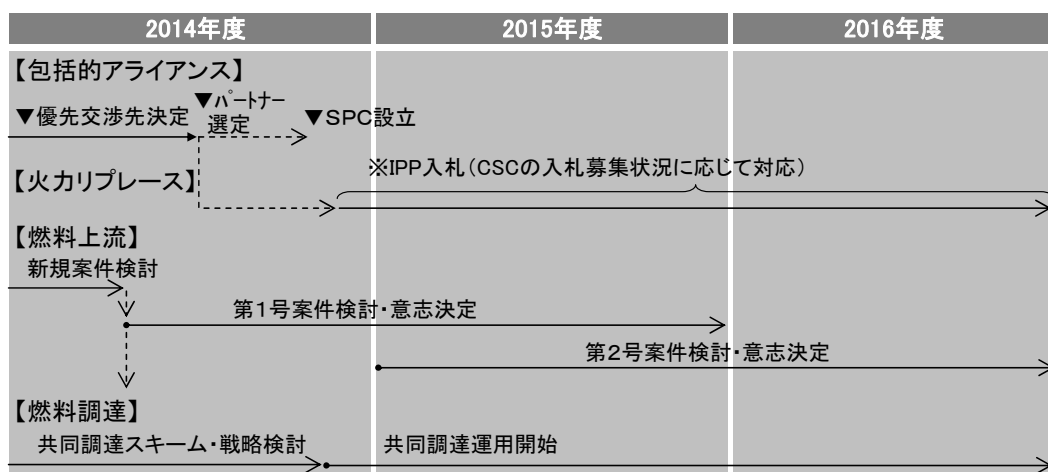 2014年度
2015年度
2016年度
【包括的アライアンス】
▼優先交渉先決定
▼パートナー
選定
▼SPC設立
【火力リプレース】
※IPP入札（CSCの入札募集状況に応じて対応）
【燃料上流】
新規案件検討
第１号案件検討・意志決定
第２号案件検討・意志決定
【燃料調達】
共同調達スキーム・戦略検討
共同調達運用開始